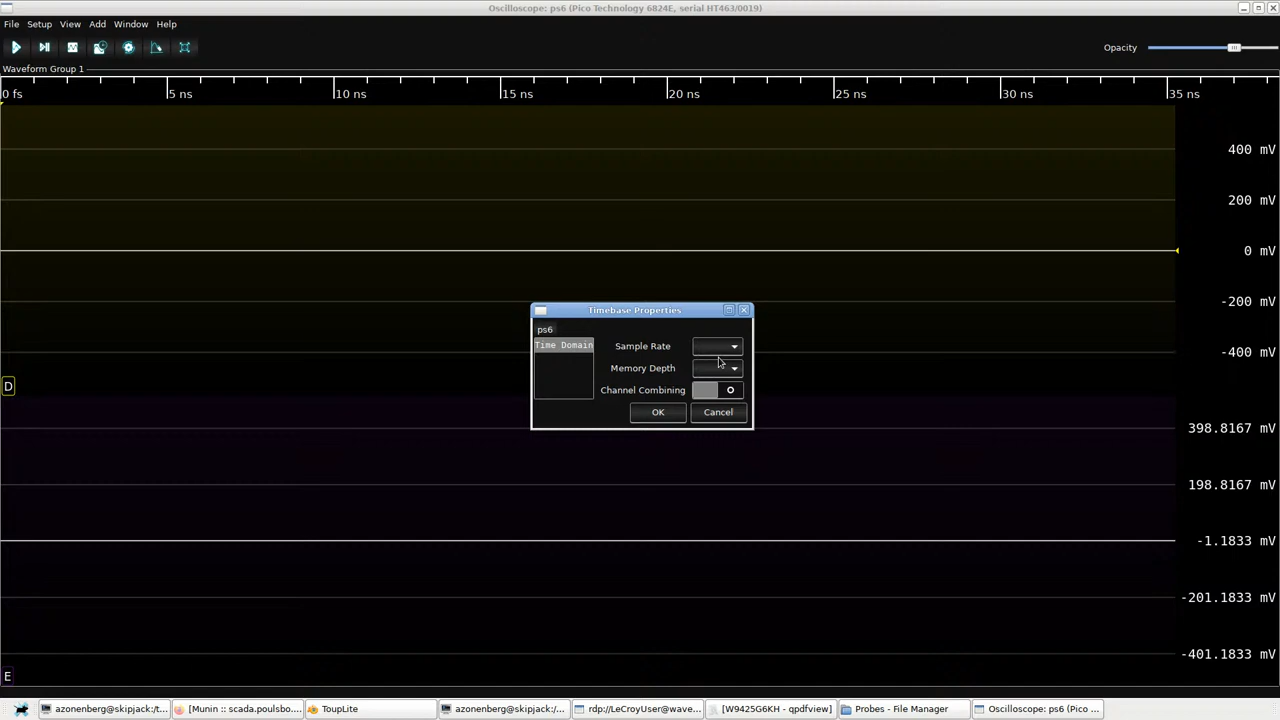 Oscilloscope: ps6 (Pico Technology 6824E, serial HT463/0019)
File Setup View Add Window Help
Opacity
Waveform Group 1
0 fs 5 ns 10 ns 15 ns 20 ns 25 ns 30 ns 35 ns
400 mV
200 mV
0 mV
-200 mV
-400 mV
D
Timebase Properties
ps6
Time Domain
Sample Rate
Memory Depth
Channel Combining
OK Cancel
398.8167 mV
198.8167 mV
-1.1833 mV
-201.1833 mV
-401.1833 mV
E
azonenberg@skipjack:/t... [Munin :: scada.poulsbo... ToupLite azonenberg@skipjack:/... rdp://LeCroyUser@wave... [W9425G6KH - qpdfview] Probes - File Manager Oscilloscope: ps6 (Pico ...